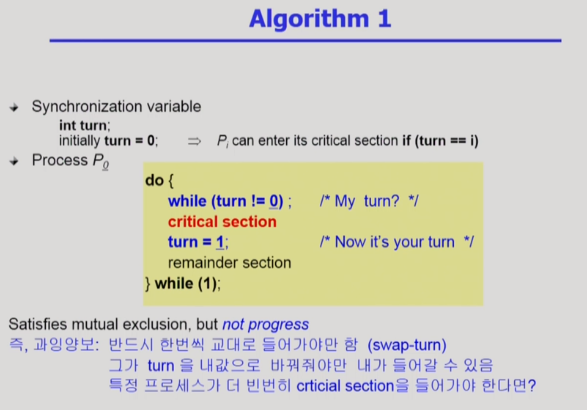 Algorithm 1
Synchronization variable
int turn;
initially turn = 0; ⇒ Pi can enter its critical section if (turn == i)
Process P0
do {
while (turn != 0) ; /* My turn? */
critical section
turn = 1; /* Now it's your turn */
remainder section
} while (1);
Satisfies mutual exclusion, but not progress
즉, 과잉양보: 반드시 한번씩 교대로 들어가야만 함 (swap-turn)
그가 turn 을 내값으로 바꿔줘야만 내가 들어갈 수 있음
특정 프로세스가 더 빈번히 crticial section을 들어가야 한다면?